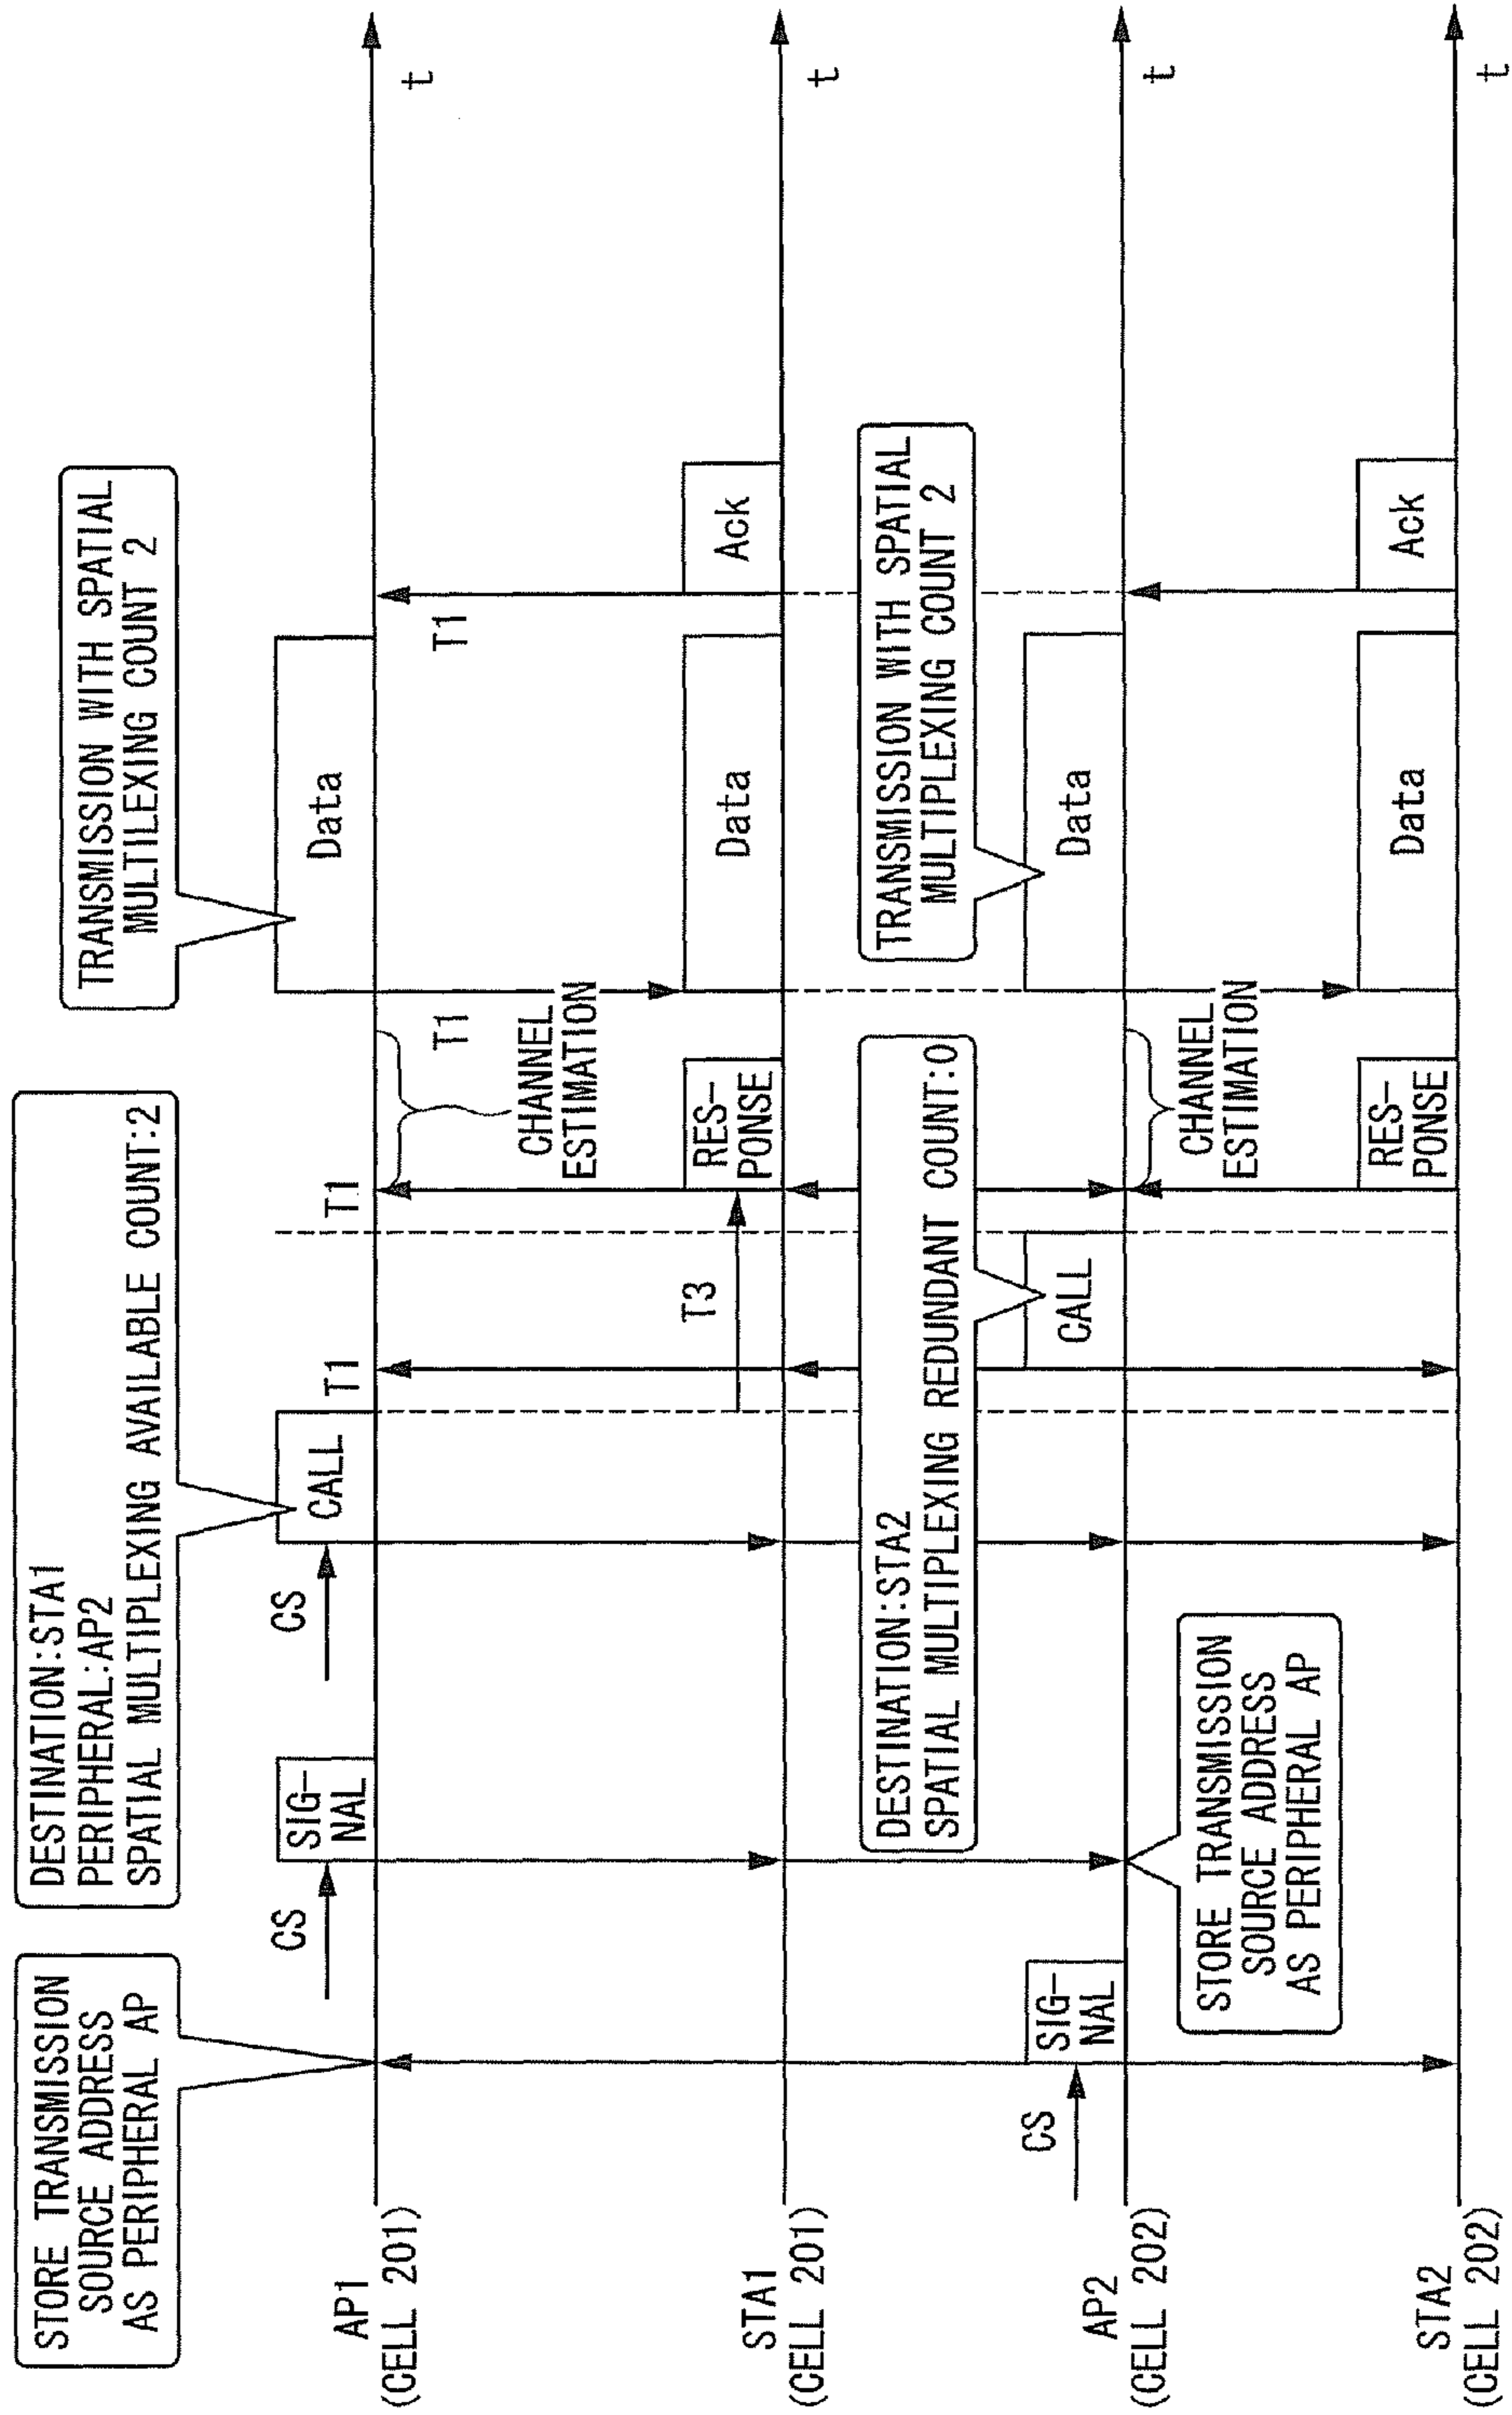 STORE TRANSMISSION
SOURCE ADDRESS
AS PERIPHERAL AP
DESTINATION:STA1
PERIPHERAL:AP2
SPATIAL MULTIPLEXING AVAILABLE COUNT:2
TRANSMISSION WITH SPATIAL
MULTILEXING COUNT 2
AP1
(CELL 201)
CS
SIG-
NAL
CS
CALL
T1
T1
Data
t
T1
T1
CHANNEL
ESTIMATION
STA1
(CELL 201)
T3
RES-
PONSE
Data
Ack
t
DESTINATION:STA2
SPATIAL MULTIPLEXING REDUNDANT COUNT:0
TRANSMISSION WITH SPATIAL
MULTIPLEXING COUNT 2
AP2
(CELL 202)
CS
SIG-
NAL
CALL
Data
t
STORE TRANSMISSION
SOURCE ADDRESS
AS PERIPHERAL AP
CHANNEL
ESTIMATION
STA2
(CELL 202)
RES-
PONSE
Data
Ack
t